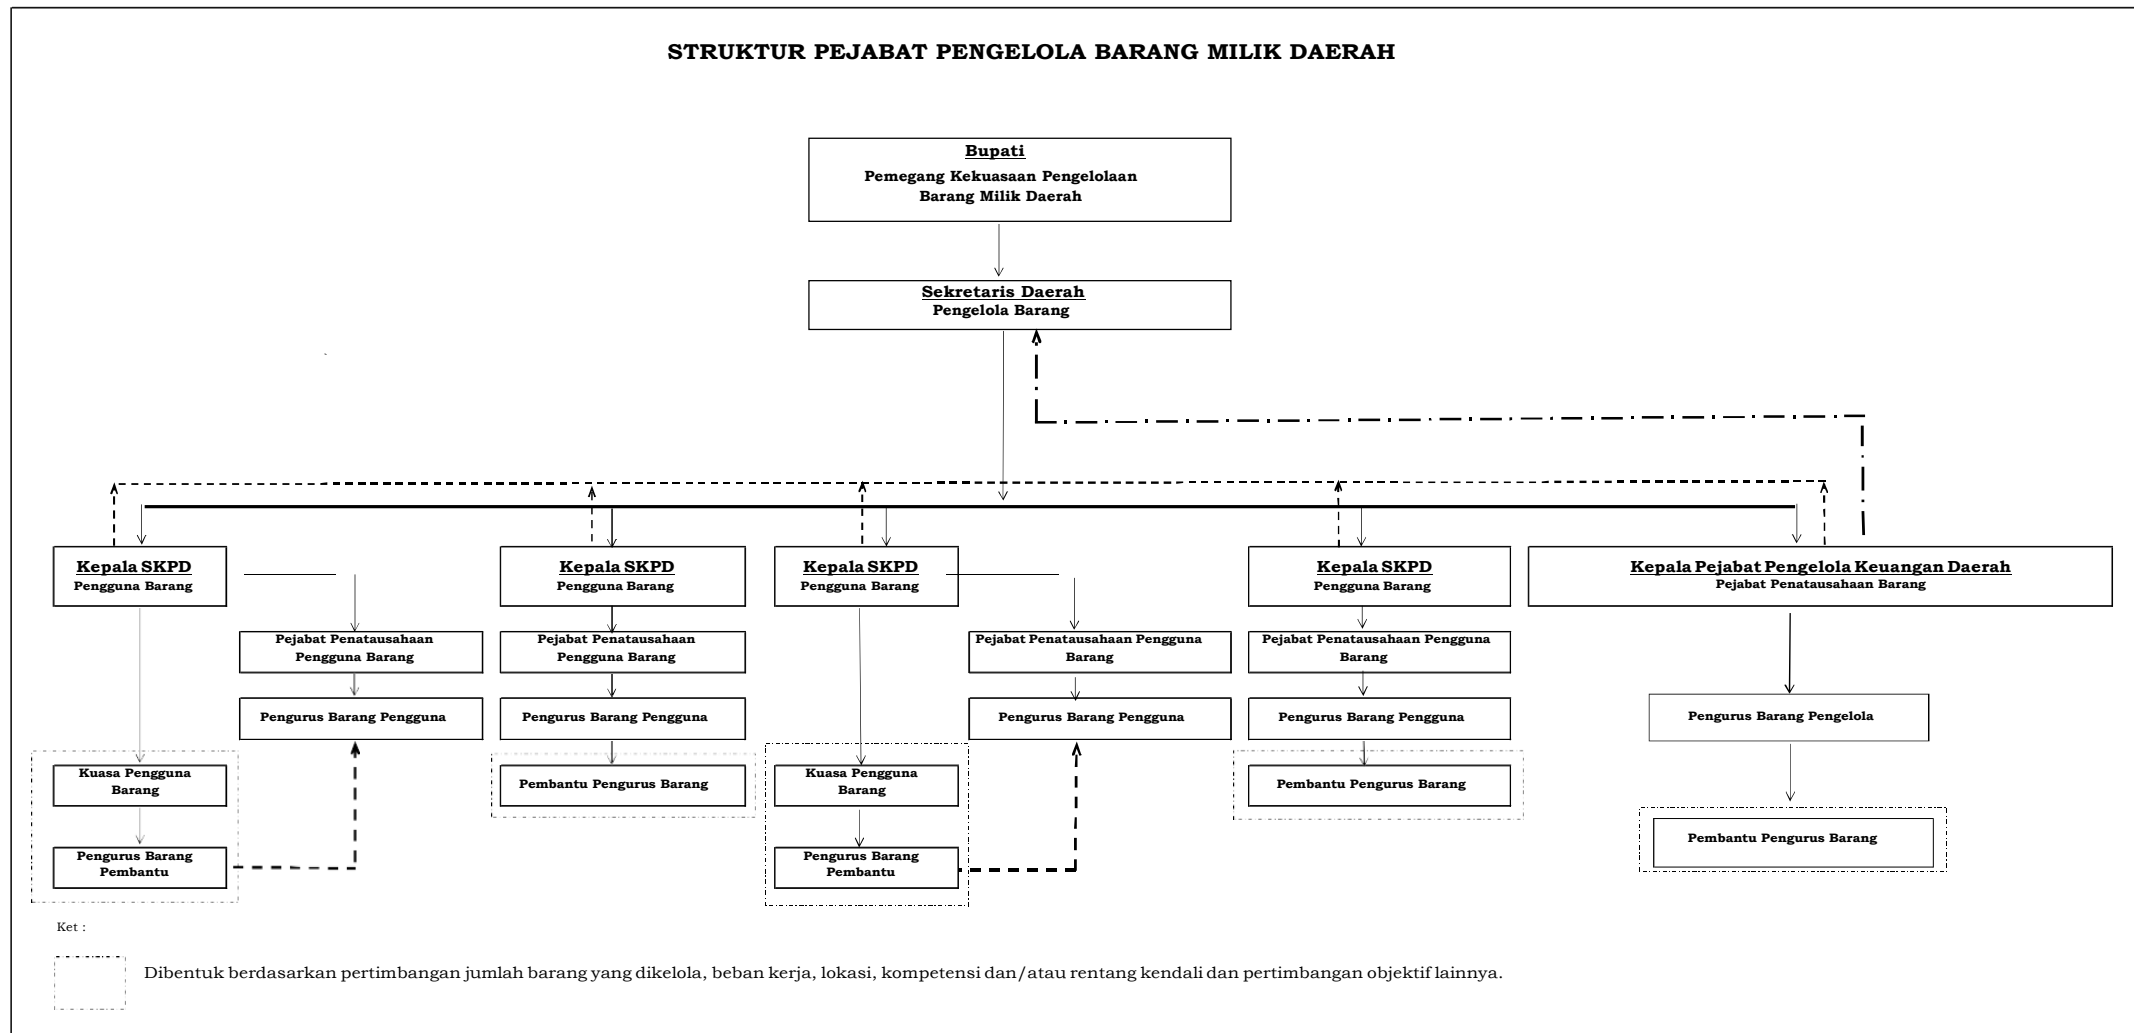 STRUKTUR PEJABAT PENGELOLA BARANG MILIK DAERAH
Bupati
Pemegang Kekuasaan Pengelolaan
Barang Milik Daerah
Sekretaris Daerah
Pengelola Barang
Kepala SKPD
Pengguna Barang
Kepala SKPD
Pengguna Barang
Kepala SKPD
Pengguna Barang
Kepala SKPD
Pengguna Barang
Kepala Pejabat Pengelola Keuangan Daerah
Pejabat Penatausahaan Barang
Pejabat Penatausahaan
Pengguna Barang
Pejabat Penatausahaan
Pengguna Barang
Pejabat Penatausahaan Pengguna
Barang
Pejabat Penatausahaan Pengguna
Barang
Pengurus Barang Pengguna
Pengurus Barang Pengguna
Pengurus Barang Pengguna
Pengurus Barang Pengguna
Pengurus Barang Pengelola
Kuasa Pengguna
Barang
Pembantu Pengurus Barang
Kuasa Pengguna
Barang
Pembantu Pengurus Barang
Pembantu Pengurus Barang
Pengurus Barang
Pembantu
Pengurus Barang
Pembantu
Ket :
Dibentuk berdasarkan pertimbangan jumlah barang yang dikelola, beban kerja, lokasi, kompetensi dan/atau rentang kendali dan pertimbangan objektif lainnya.